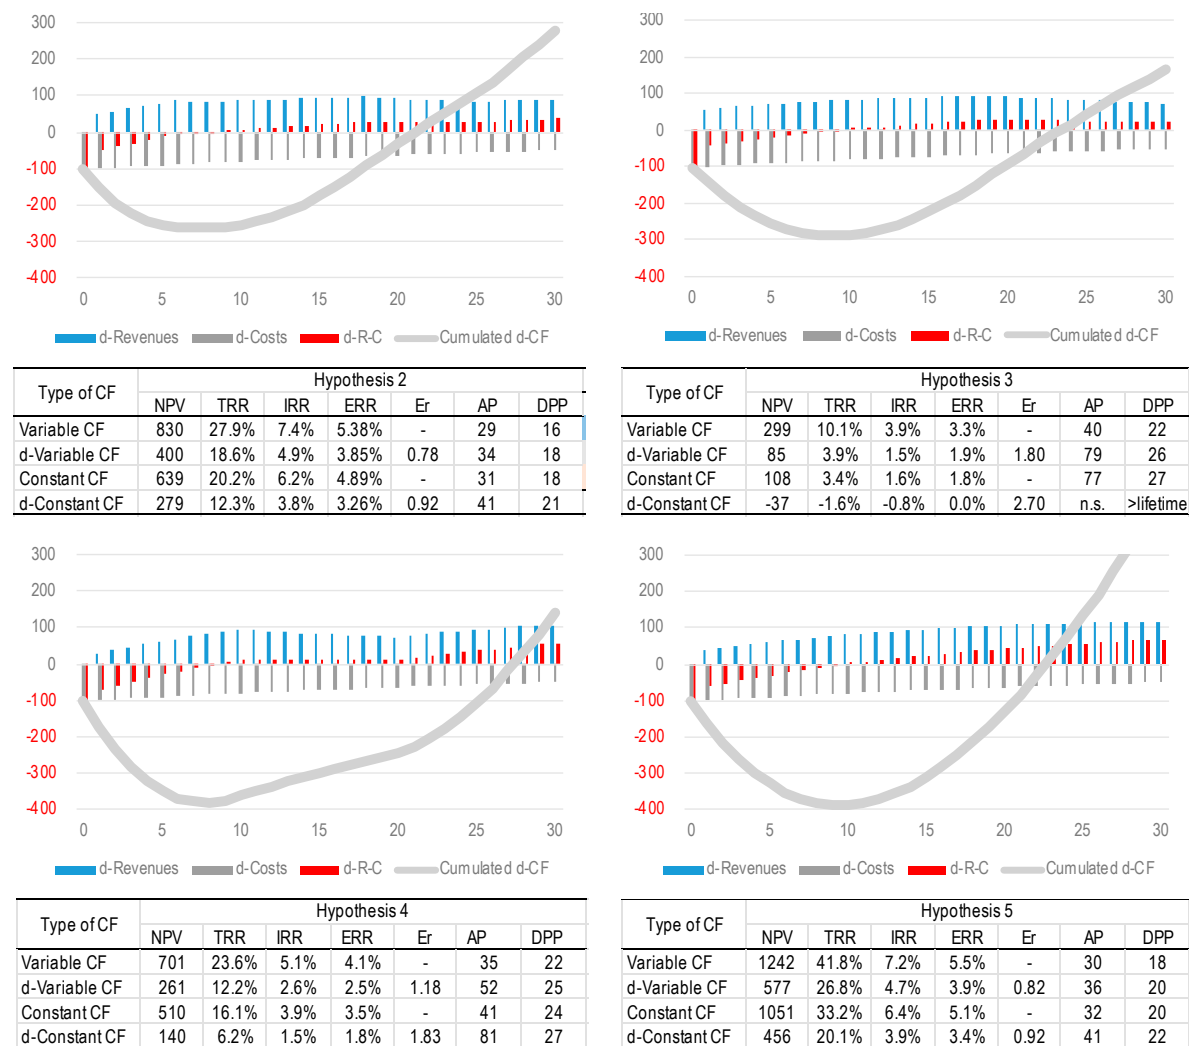 300
200
100
0
-100
-200
-300
-400
0 5 10 15 20 25 30
d-Revenues d-Costs d-R-C Cumulated d-CF
Type of CF Hypothesis 2
NPV TRR IRR ERR Er AP DPP
Variable CF 830 27.9% 7.4% 5.38% - 29 16
d-Variable CF 400 18.6% 4.9% 3.85% 0.78 34 18
Constant CF 639 20.2% 6.2% 4.89% - 31 18
d-Constant CF 279 12.3% 3.8% 3.26% 0.92 41 21
300
200
100
0
-100
-200
-300
-400
0 5 10 15 20 25 30
d-Revenues d-Costs d-R-C Cumulated d-CF
Type of CF Hypothesis 3
NPV TRR IRR ERR Er AP DPP
Variable CF 299 10.1% 3.9% 3.3% - 40 22
d-Variable CF 85 3.9% 1.5% 1.9% 1.80 79 26
Constant CF 108 3.4% 1.6% 1.8% - 77 27
d-Constant CF -37 -1.6% -0.8% 0.0% 2.70 n.s. >lifetime
300
200
100
0
-100
-200
-300
-400
0 5 10 15 20 25 30
d-Revenues d-Costs d-R-C Cumulated d-CF
Type of CF Hypothesis 4
NPV TRR IRR ERR Er AP DPP
Variable CF 701 23.6% 5.1% 4.1% - 35 22
d-Variable CF 261 12.2% 2.6% 2.5% 1.18 52 25
Constant CF 510 16.1% 3.9% 3.5% - 41 24
d-Constant CF 140 6.2% 1.5% 1.8% 1.83 81 27
300
200
100
0
-100
-200
-300
-400
0 5 10 15 20 25 30
d-Revenues d-Costs d-R-C Cumulated d-CF
Type of CF Hypothesis 5
NPV TRR IRR ERR Er AP DPP
Variable CF 1242 41.8% 7.2% 5.5% - 30 18
d-Variable CF 577 26.8% 4.7% 3.9% 0.82 36 20
Constant CF 1051 33.2% 6.4% 5.1% - 32 20
d-Constant CF 456 20.1% 3.9% 3.4% 0.92 41 22